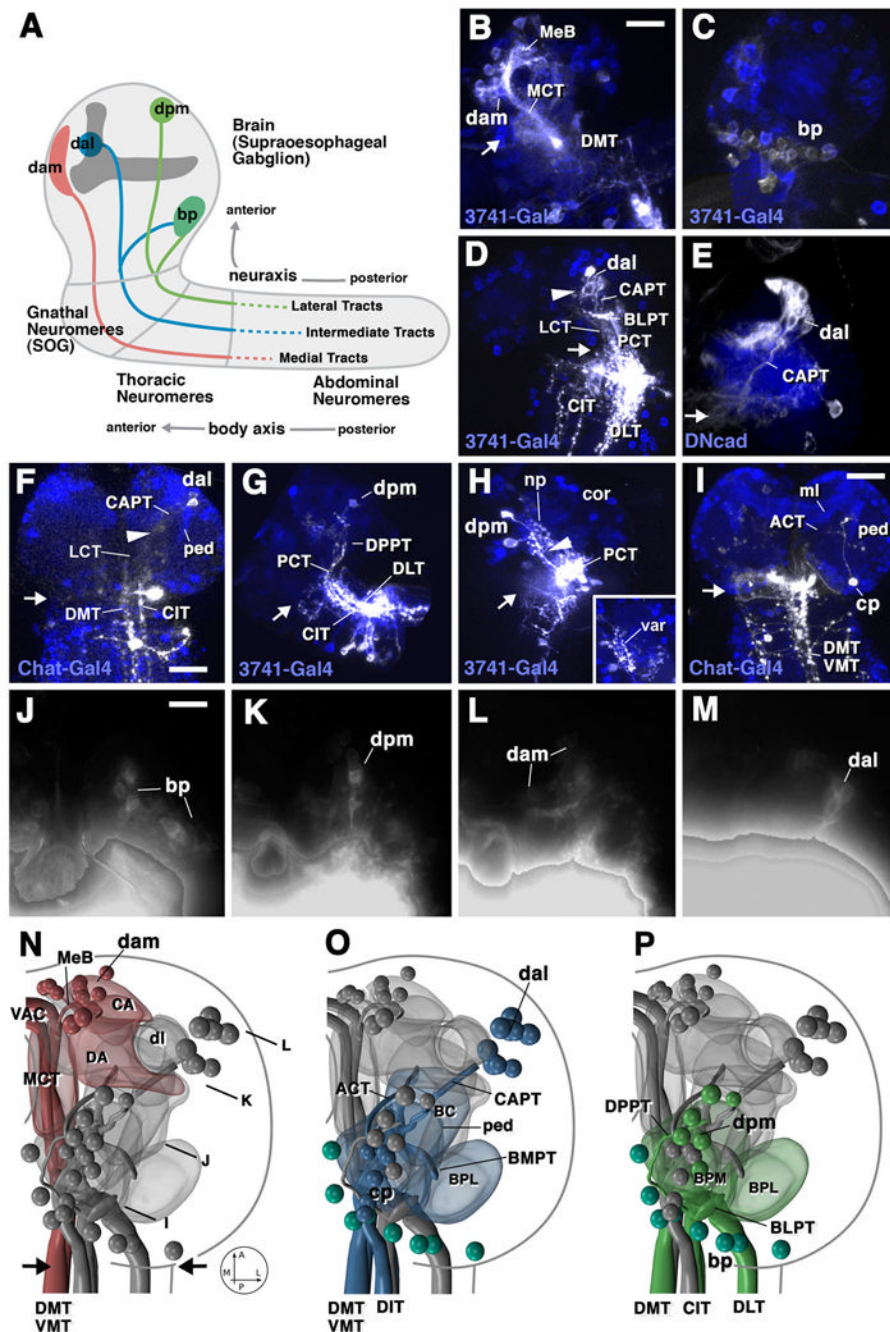 A
dpm
dal
dam
bp
Brain
(Supraoesophageal
Gabglion)
anterior
neuraxis
posterior
Gnathal
Neuromeres
(SOG)
Lateral Tracts
Intermediate Tracts
Medial Tracts
Thoracic
Neuromeres
Abdominal
Neuromeres
anterior
body axis
posterior
B
MeB
MCT
dam
DMT
3741-Gal4
C
bp
3741-Gal4
D
dal
CAPT
BLPT
LCT
PCT
CIT
DLT
3741-Gal4
E
dal
CAPT
DNcad
F
dal
CAPT
ped
LCT
DMT
CIT
Chat-Gal4
G
dpm
DPPT
PCT
DLT
CIT
3741-Gal4
H
np
cor
dpm
PCT
var
3741-Gal4
I
ml
ACT
ped
cp
DMT
VMT
Chat-Gal4
J
bp
K
dpm
L
dam
M
dal
N
dam
MeB
CA
VAC
dl
L
DA
MCT
K
J
I
A
M
L
P
DMT
VMT
O
dal
ACT
CAPT
BC
ped
BMPT
BPL
cp
DMT
VMT
DIT
P
DPPT
dpm
BPM
BPL
BLPT
bp
DMT
CIT
DLT